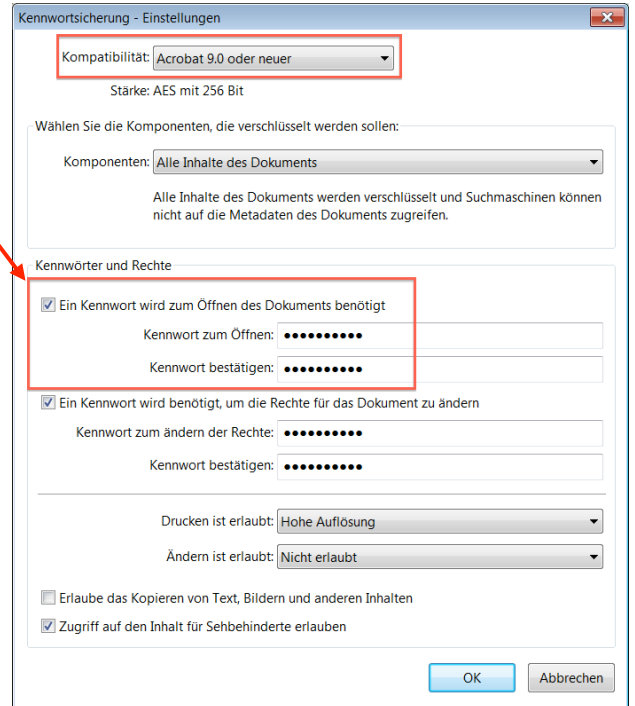 Kennwortsicherung - Einstellungen
Kompatibilität: Acrobat 9.0 oder neuer
Stärke: AES mit 256 Bit
Wählen Sie die Komponenten, die verschlüsselt werden sollen:
Komponenten: Alle Inhalte des Dokuments
Alle Inhalte des Dokuments werden verschlüsselt und Suchmaschinen können
nicht auf die Metadaten des Dokuments zugreifen.
Kennwörter und Rechte
Ein Kennwort wird zum Öffnen des Dokuments benötigt
Kennwort zum Öffnen: ●●●●●●●●●●
Kennwort bestätigen: ●●●●●●●●●●
Ein Kennwort wird benötigt, um die Rechte für das Dokument zu ändern
Kennwort zum ändern der Rechte: ●●●●●●●●●●
Kennwort bestätigen: ●●●●●●●●●●
Drucken ist erlaubt: Hohe Auflösung
Ändern ist erlaubt: Nicht erlaubt
Erlaube das Kopieren von Text, Bildern und anderen Inhalten
Zugriff auf den Inhalt für Sehbehinderte erlauben
OK Abbrechen